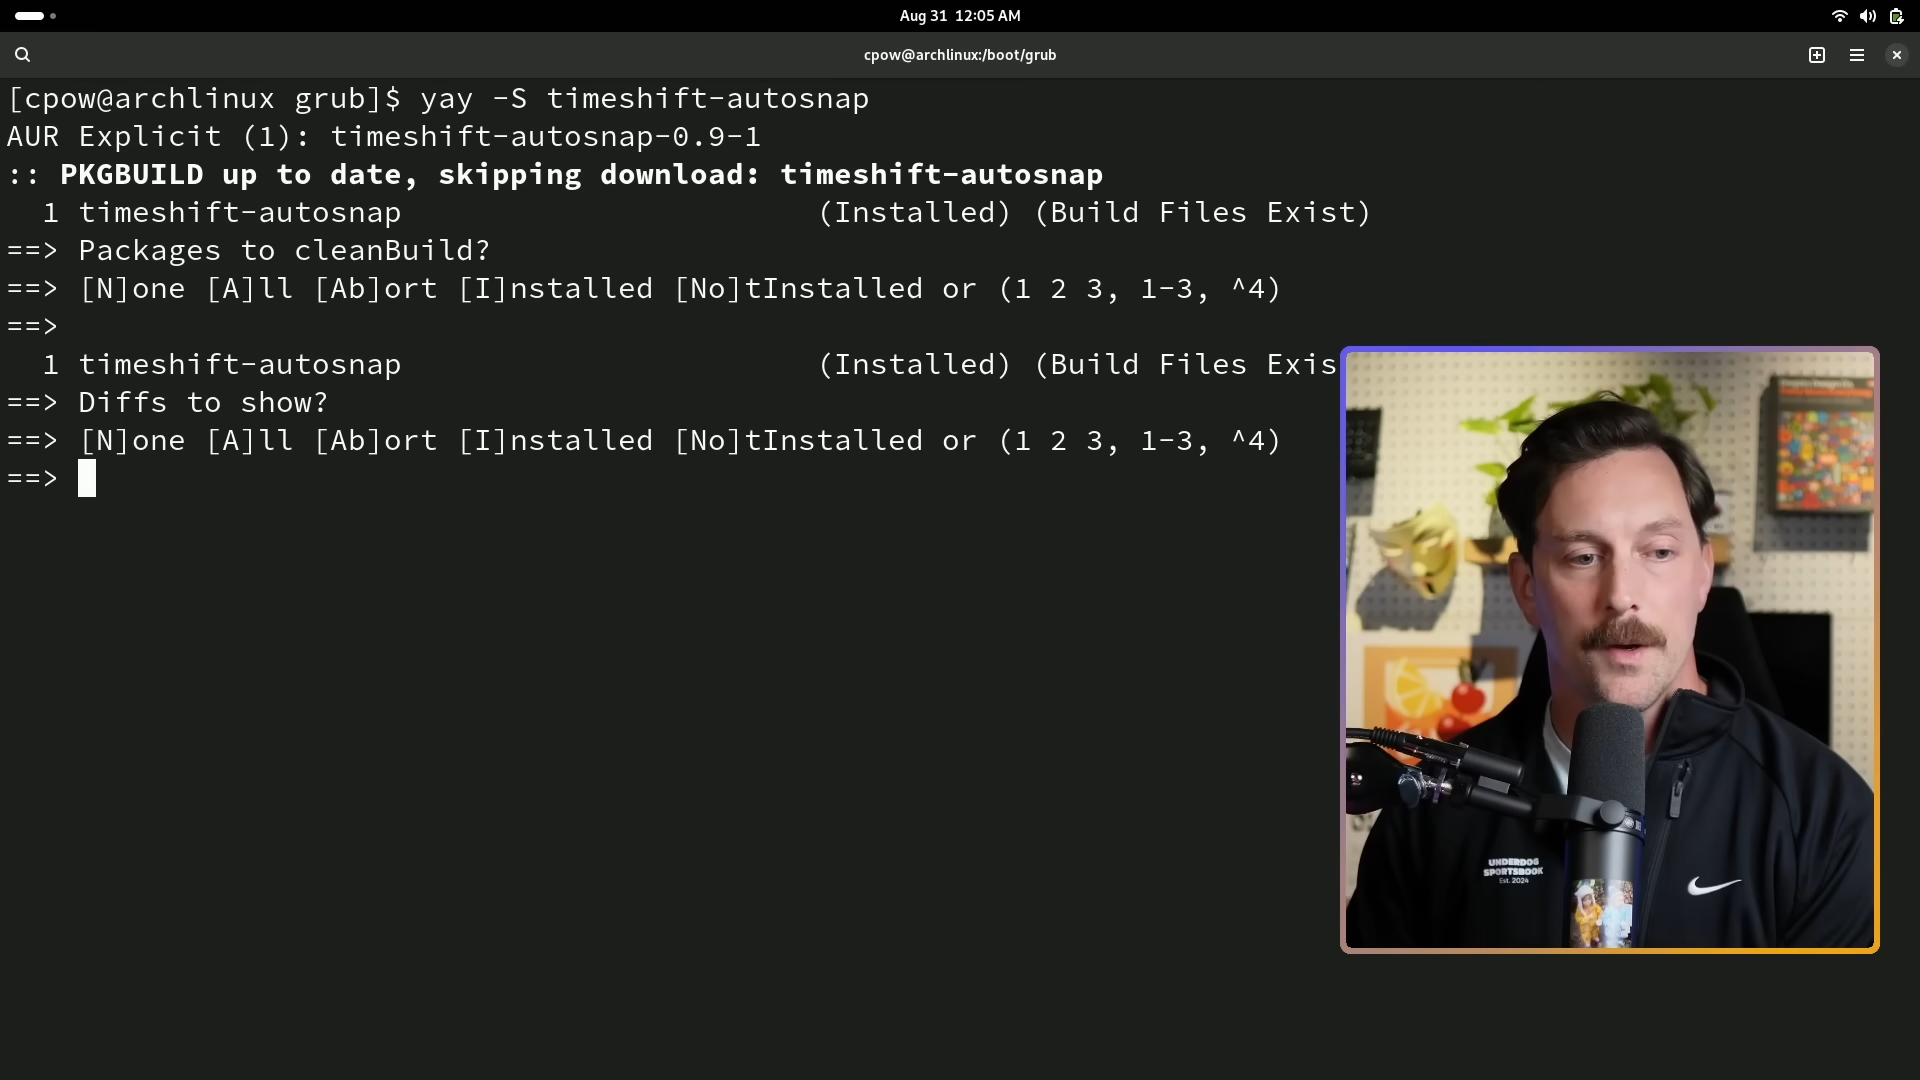 Aug 31 12:05 AM
cpow@archlinux:/boot/grub
[cpow@archlinux grub]$ yay -S timeshift-autosnap
AUR Explicit (1): timeshift-autosnap-0.9-1
:: PKGBUILD up to date, skipping download: timeshift-autosnap
1 timeshift-autosnap (Installed) (Build Files Exist)
==> Packages to cleanBuild?
==> [N]one [A]ll [Ab]ort [I]nstalled [No]tInstalled or (1 2 3, 1-3, ^4)
==>
1 timeshift-autosnap (Installed) (Build Files Exis
==> Diffs to show?
==> [N]one [A]ll [Ab]ort [I]nstalled [No]tInstalled or (1 2 3, 1-3, ^4)
==>
UNDERDOG
SPORTSBOOK
Est. 2024